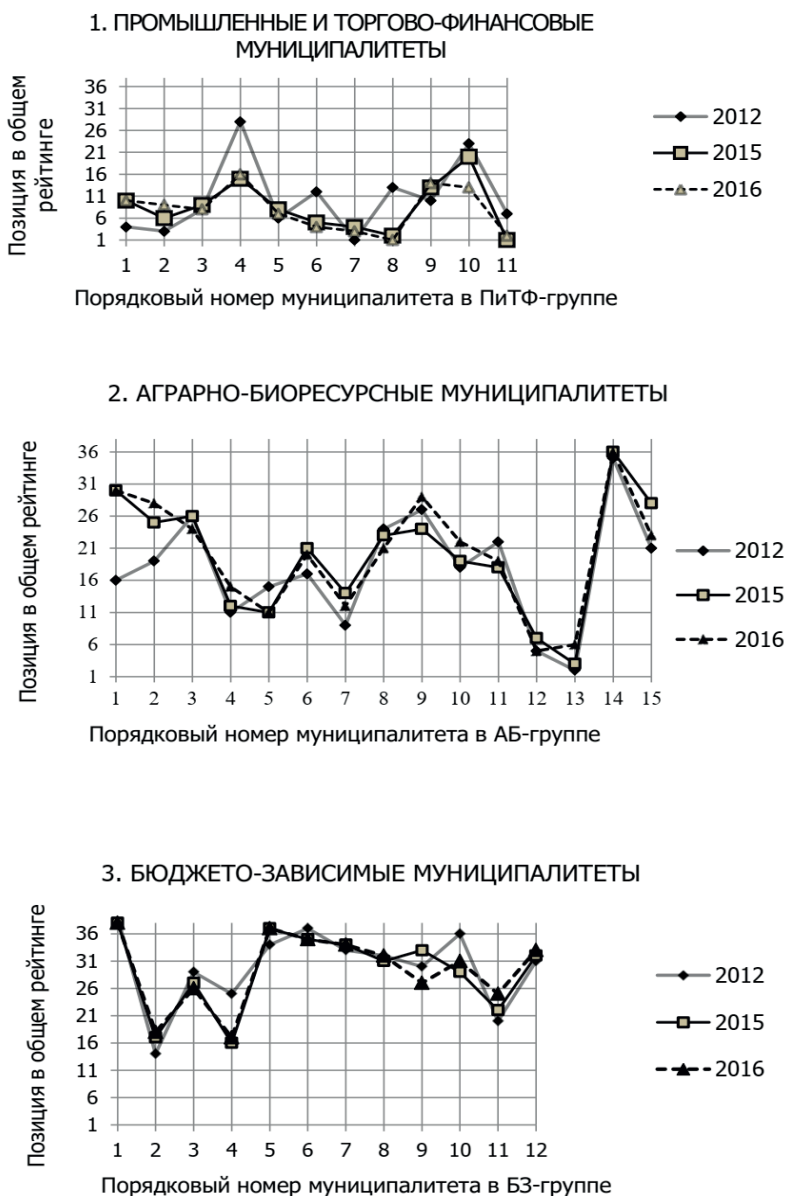 1. ПРОМЫШЛЕННЫЕ И ТОРГОВО-ФИНАНСОВЫЕ
МУНИЦИПАЛИТЕТЫ
Позиция в общем
рейтинге
36
31
26
21
16
11
6
1
1 2 3 4 5 6 7 8 9 10 11
Порядковый номер муниципалитета в ПиТФ-группе
2012
2015
2016
2. АГРАРНО-БИОРЕСУРСНЫЕ МУНИЦИПАЛИТЕТЫ
Позиция в общем рейтинге
36
31
26
21
16
11
6
1
1 2 3 4 5 6 7 8 9 10 11 12 13 14 15
Порядковый номер муниципалитета в АБ-группе
2012
2015
2016
3. БЮДЖЕТО-ЗАВИСИМЫЕ МУНИЦИПАЛИТЕТЫ
Позиция в общем рейтинге
36
31
26
21
16
11
6
1
1 2 3 4 5 6 7 8 9 10 11 12
Порядковый номер муниципалитета в БЗ-группе
2012
2015
2016